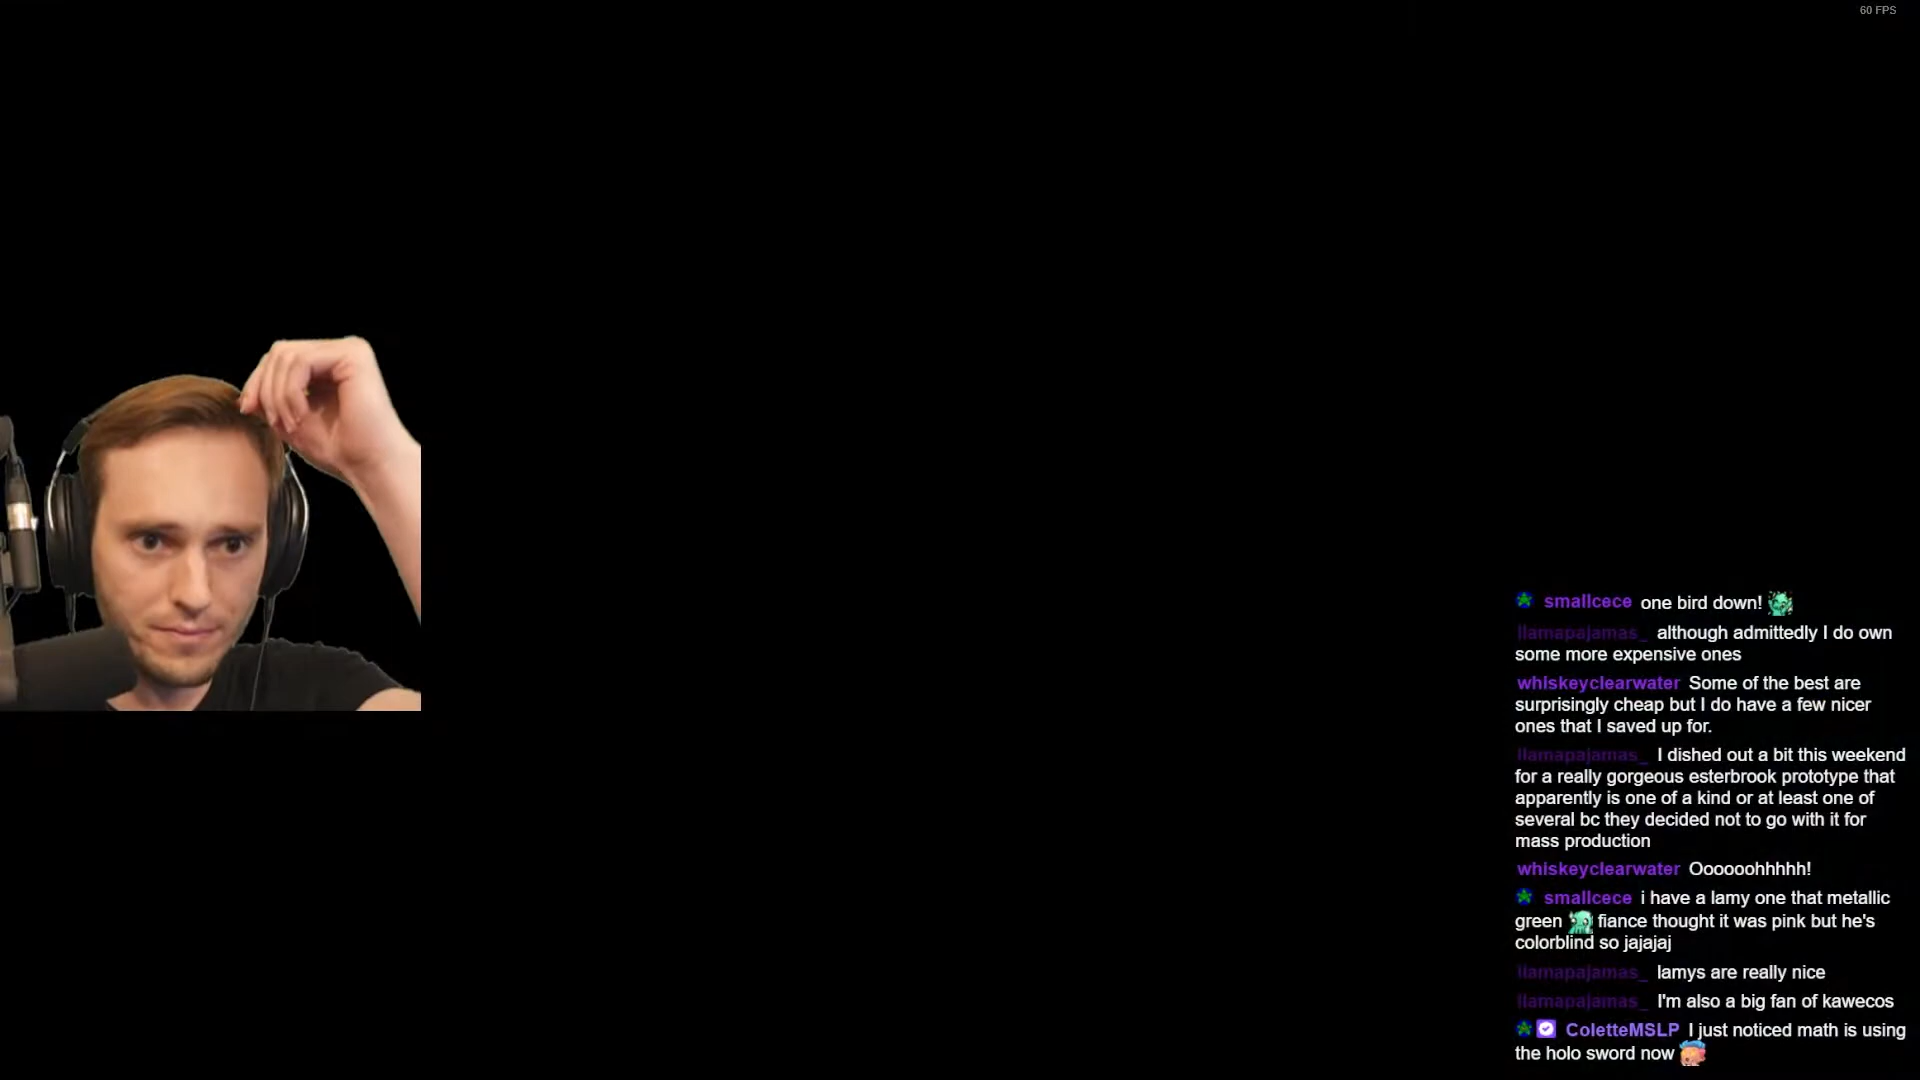 60 FPS
smallcece one bird down!
llamapajamas_ although admittedly I do own
some more expensive ones
whiskeyclearwater Some of the best are
surprisingly cheap but I do have a few nicer
ones that I saved up for.
llamapajamas_ I dished out a bit this weekend
for a really gorgeous esterbrook prototype that
apparently is one of a kind or at least one of
several bc they decided not to go with it for
mass production
whiskeyclearwater Oooooohhhhh!
smallcece i have a lamy one that metallic
green fiance thought it was pink but he's
colorblind so jajajaj
llamapajamas_ lamys are really nice
llamapajamas_ I'm also a big fan of kawecos
ColetteMSLP I just noticed math is using
the holo sword now